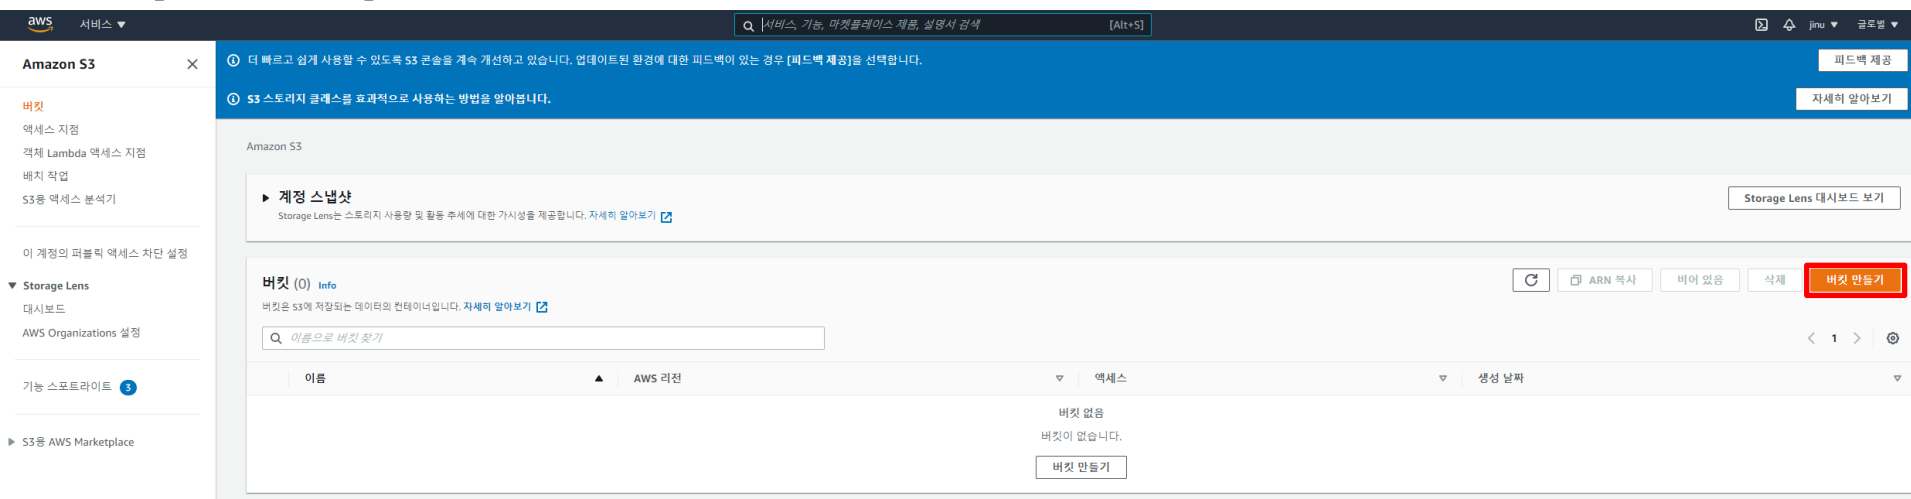 aws 서비스 ▼ 서비스, 기능, 마켓플레이스 제품, 설명서 검색 [Alt+S] jinu ▼ 글로벌 ▼
Amazon S3
버킷
액세스 지점
객체 Lambda 액세스 지점
배치 작업
S3용 액세스 분석기
이 계정의 퍼블릭 액세스 차단 설정
Storage Lens
대시보드
AWS Organizations 설정
기능 스포트라이트 3
S3용 AWS Marketplace
더 빠르고 쉽게 사용할 수 있도록 S3 콘솔을 계속 개선하고 있습니다. 업데이트된 환경에 대한 피드백이 있는 경우 [피드백 제공]을 선택합니다. 피드백 제공
S3 스토리지 클래스를 효과적으로 사용하는 방법을 알아봅니다. 자세히 알아보기
Amazon S3
계정 스냅샷 Storage Lens 대시보드 보기
Storage Lens는 스토리지 사용량 및 활동 추세에 대한 가시성을 제공합니다. 자세히 알아보기
버킷 (0) Info ARN 복사 비어 있음 삭제 버킷 만들기
버킷은 S3에 저장되는 데이터의 컨테이너입니다. 자세히 알아보기
이름으로 버킷 찾기 < 1 >
이름 ▲ AWS 리전 액세스 생성 날짜
버킷 없음
버킷이 없습니다.
버킷 만들기